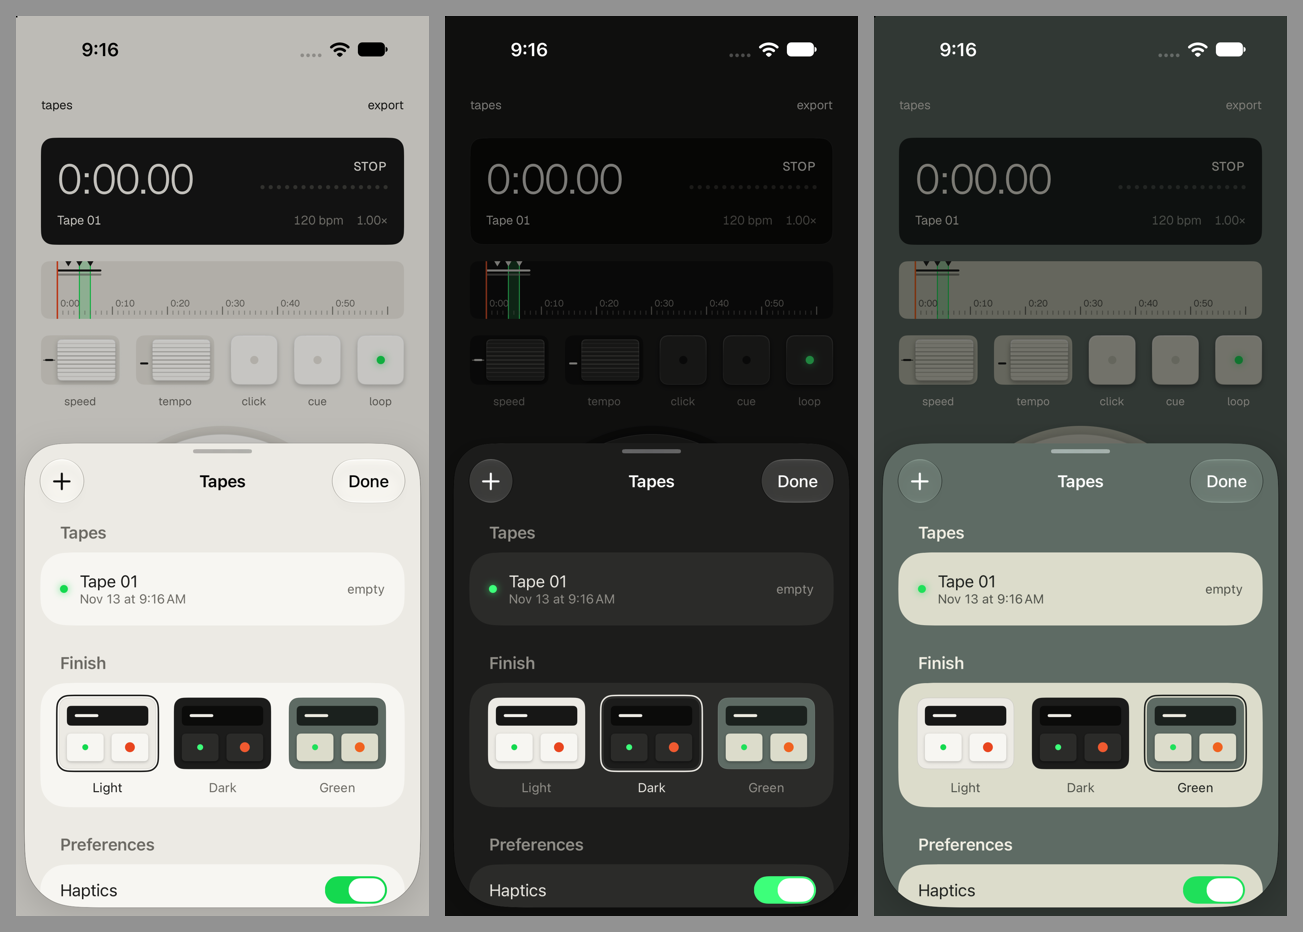 9:16
tapes export
0:00.00 STOP
Tape 01 120 bpm 1.00×
0:00 0:10 0:20 0:30 0:40 0:50
speed tempo click cue loop
Tapes Done
Tapes
Tape 01
Nov 13 at 9:16 AM
empty
Finish
Light Dark Green
Preferences
Haptics
9:16
tapes export
0:00.00 STOP
Tape 01 120 bpm 1.00×
0:00 0:10 0:20 0:30 0:40 0:50
speed tempo click cue loop
Tapes Done
Tapes
Tape 01
Nov 13 at 9:16 AM
empty
Finish
Light Dark Green
Preferences
Haptics
9:16
tapes export
0:00.00 STOP
Tape 01 120 bpm 1.00×
0:00 0:10 0:20 0:30 0:40 0:50
speed tempo click cue loop
Tapes Done
Tapes
Tape 01
Nov 13 at 9:16 AM
empty
Finish
Light Dark Green
Preferences
Haptics